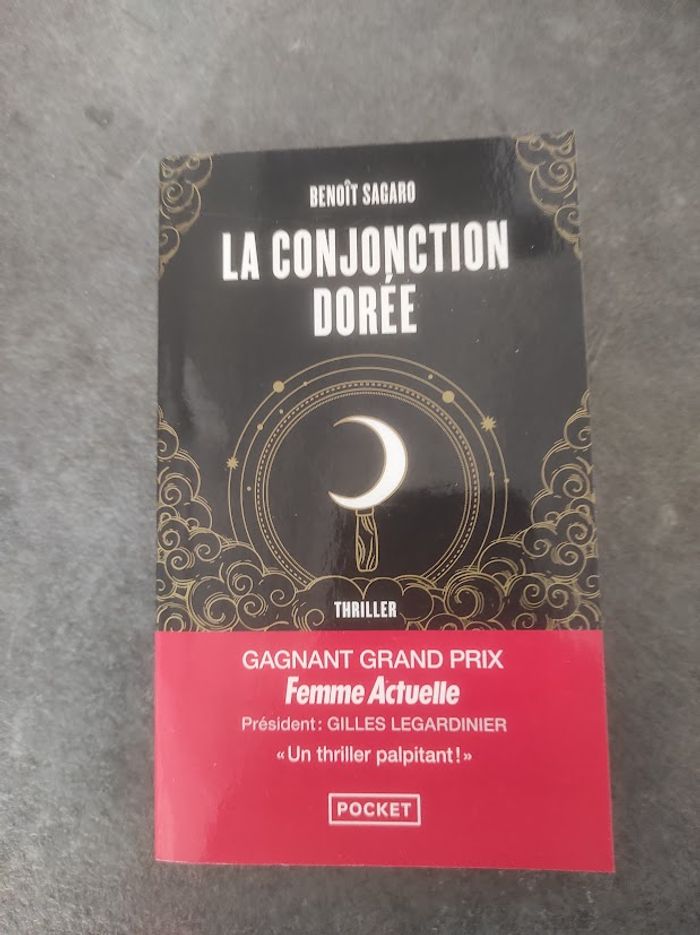 BENOÎT SAGARO
LA CONJONCTION
DORÉE
THRILLER
GAGNANT GRAND PRIX
Femme Actuelle
Président : GILLES LEGARDINIER
« Un thriller palpitant ! »
POCKET